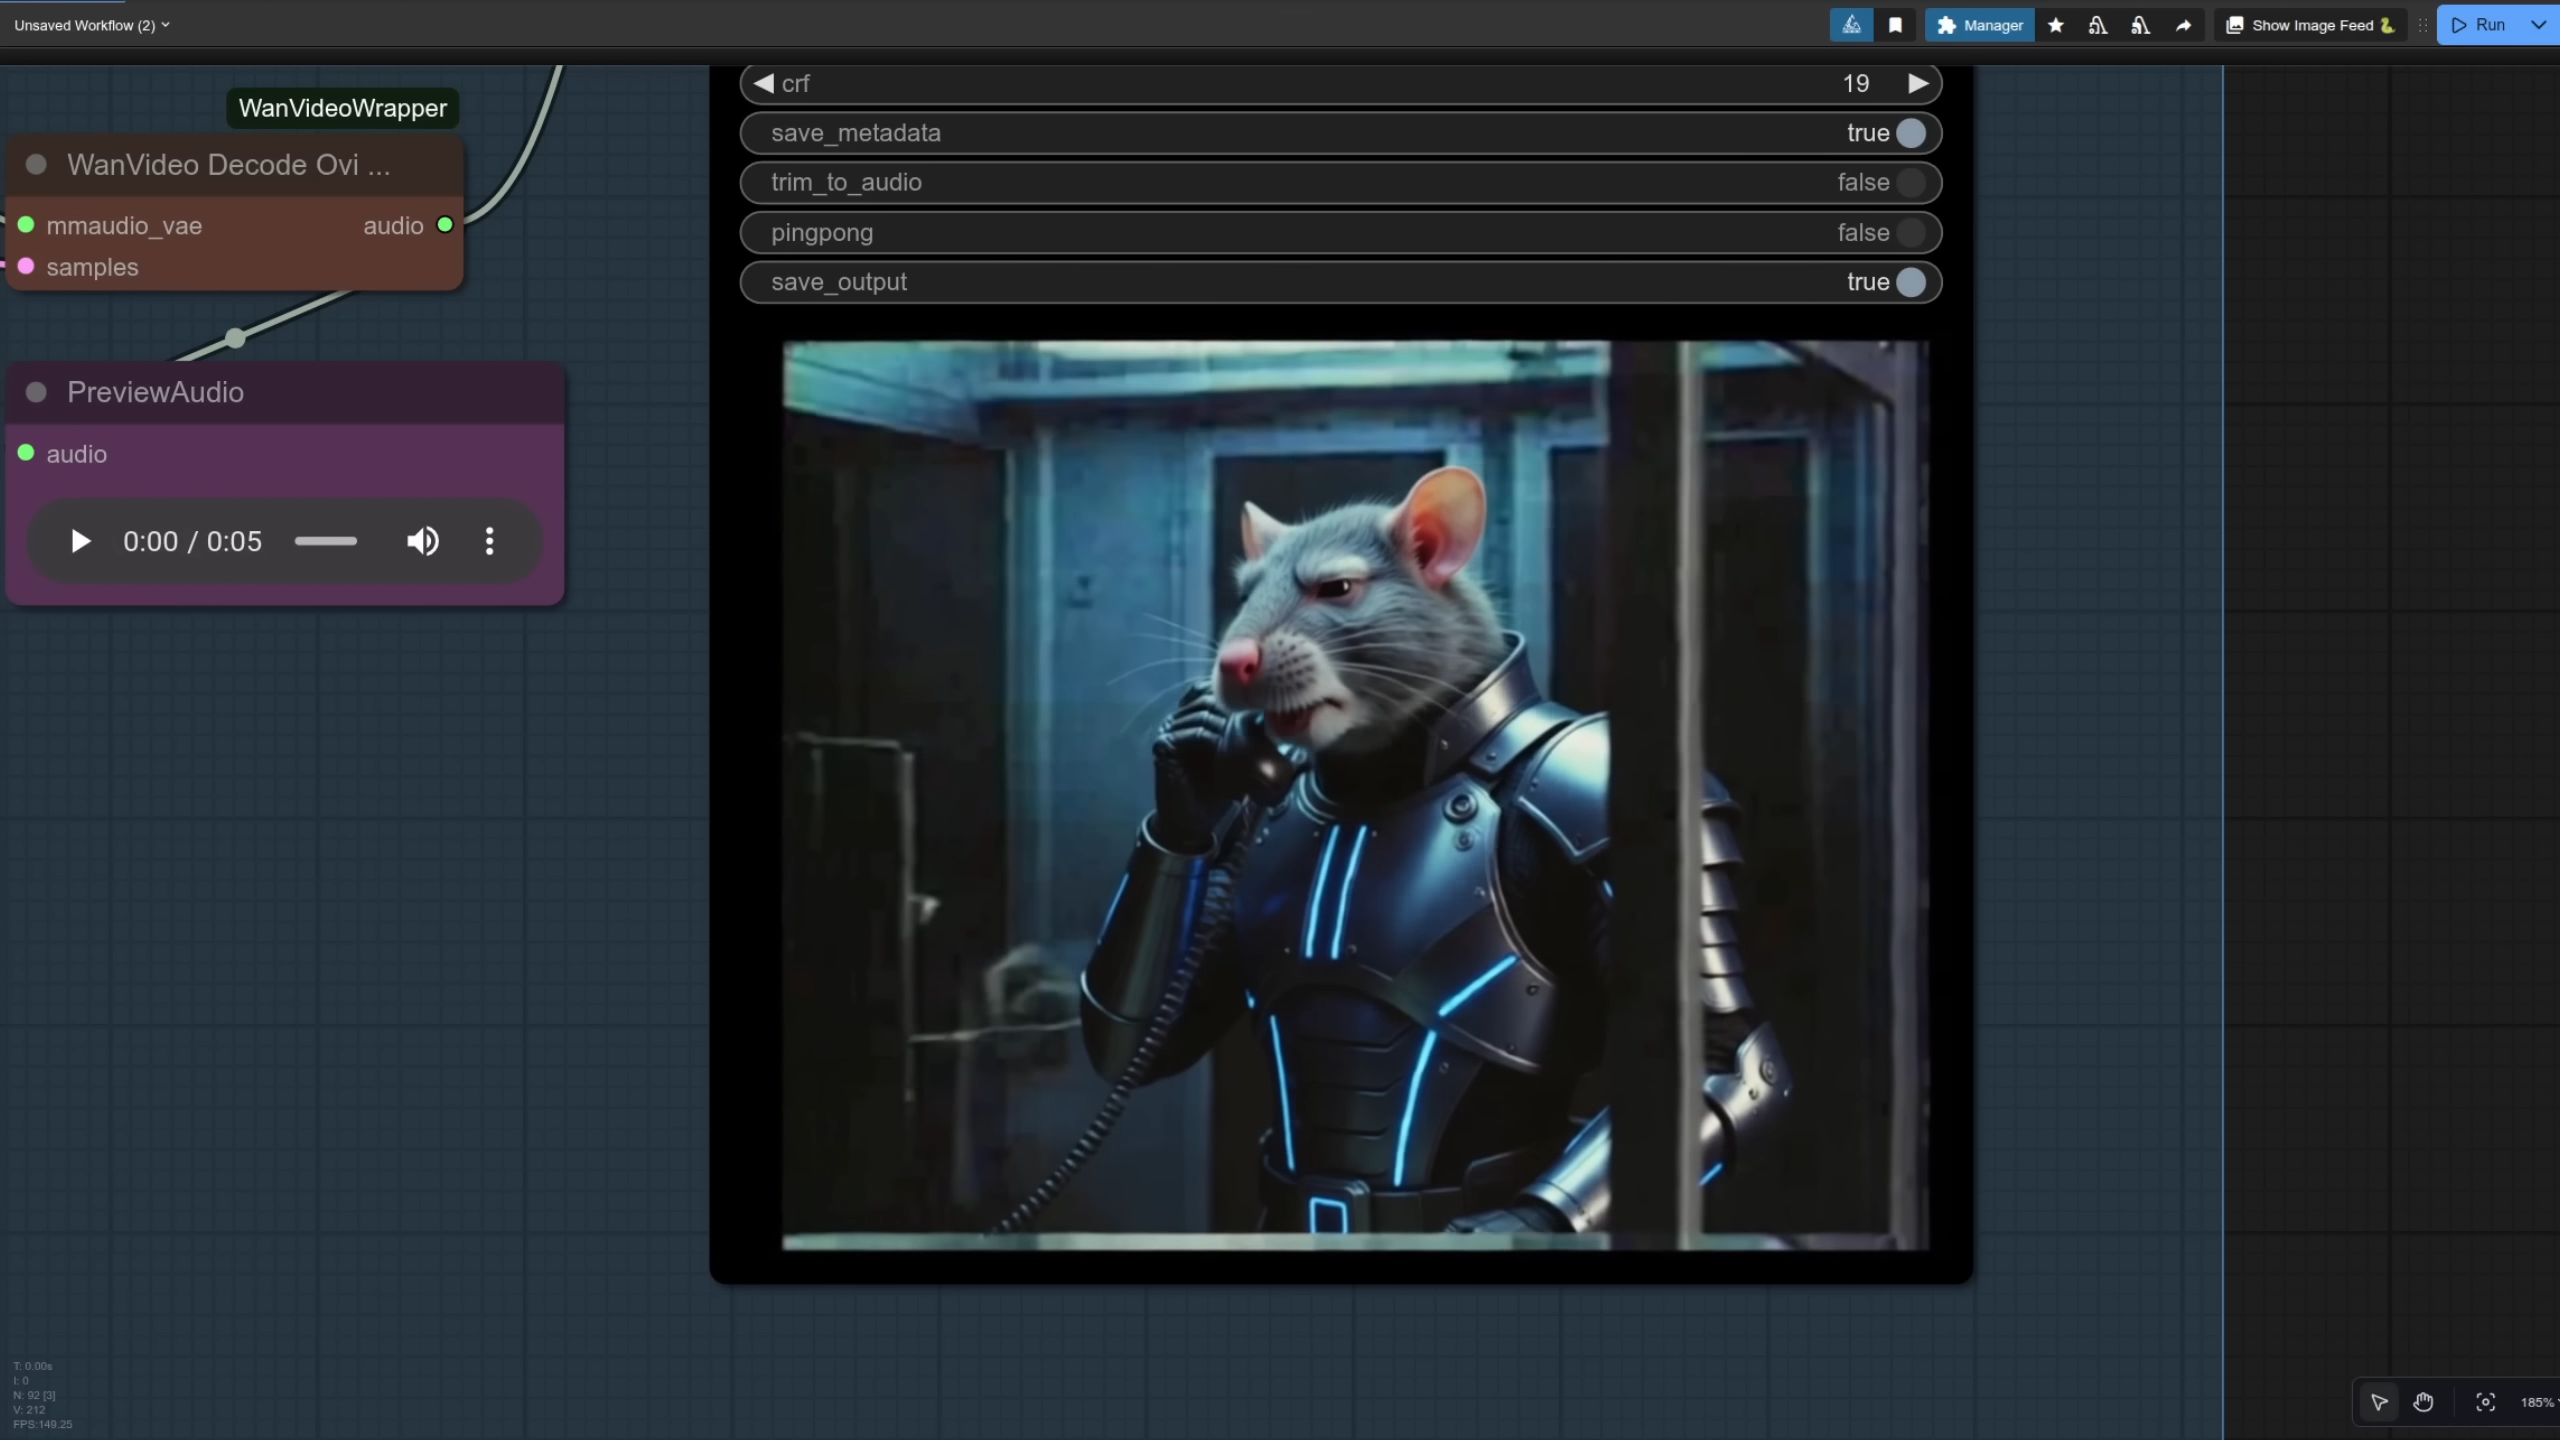 Unsaved Workflow (2)
Manager
Show Image Feed
Run
crf 19
WanVideoWrapper
save_metadata true
WanVideo Decode Ovi ...
trim_to_audio false
mmaudio_vae audio
pingpong false
samples
save_output true
PreviewAudio
audio
0:00 / 0:05
T: 0.00s
I: 0
N: 92 [3]
V: 212
FPS:149.25
185%